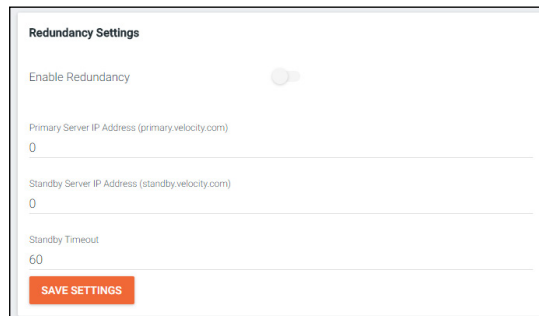 Redundancy Settings
Enable Redundancy
Primary Server IP Address (primary.velocity.com)
0
Standby Server IP Address (standby.velocity.com)
0
Standby Timeout
60
SAVE SETTINGS